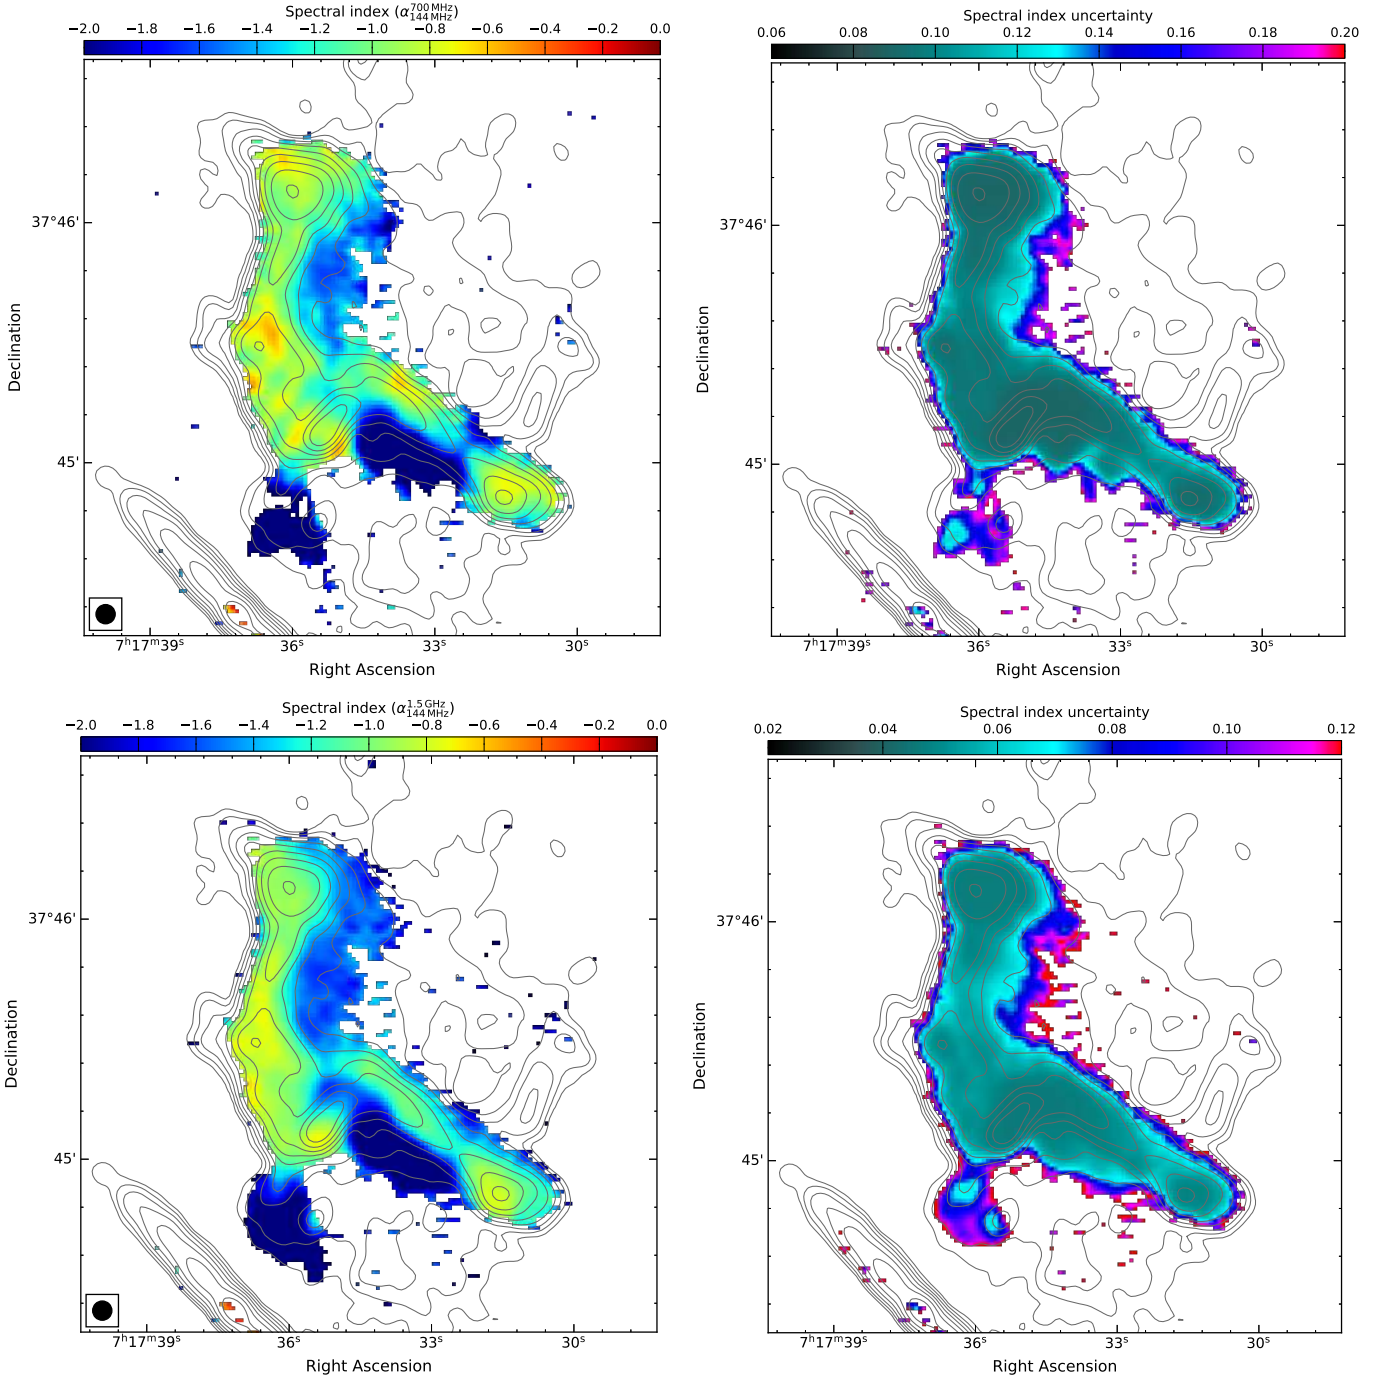 Spectral index (α 700 MHz 144 MHz)
−2.0 −1.8 −1.6 −1.4 −1.2 −1.0 −0.8 −0.6 −0.4 −0.2 0.0
37°46'
45'
Declination
7ʰ17ᵐ39ˢ 36ˢ 33ˢ 30ˢ
Right Ascension
Spectral index uncertainty
0.06 0.08 0.10 0.12 0.14 0.16 0.18 0.20
37°46'
45'
Declination
7ʰ17ᵐ39ˢ 36ˢ 33ˢ 30ˢ
Right Ascension
Spectral index (α 1.5 GHz 144 MHz)
−2.0 −1.8 −1.6 −1.4 −1.2 −1.0 −0.8 −0.6 −0.4 −0.2 0.0
37°46'
45'
Declination
7ʰ17ᵐ39ˢ 36ˢ 33ˢ 30ˢ
Right Ascension
Spectral index uncertainty
0.02 0.04 0.06 0.08 0.10 0.12
37°46'
45'
Declination
7ʰ17ᵐ39ˢ 36ˢ 33ˢ 30ˢ
Right Ascension